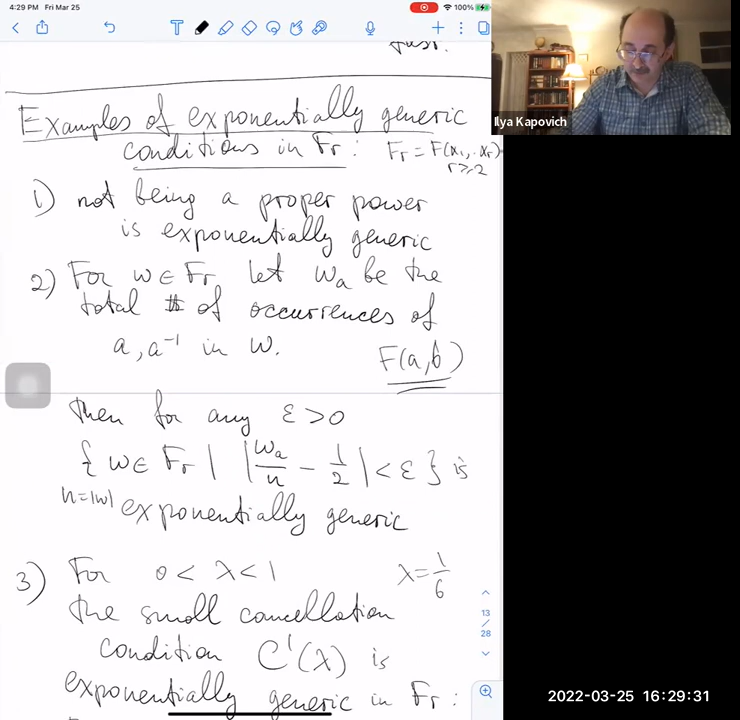 4:29 PM Fri Mar 25
100%
fast.
Examples of exponentially generic
conditions in Fr : Fr = F(x1, .. xr)
r ≥ 2
1) not being a proper power
is exponentially generic
2) For w ∈ Fr let wa be the
total # of occurrences of
a, a⁻¹ in w.
F(a, b)
then for any ε > 0
{ w ∈ Fr | | wa/n - 1/2 | < ε } is
n = |w| exponentially generic
3) For 0 < λ < 1 λ = 1/6
the small cancellation
condition C'(λ) is
exponentially generic in Fr :
13
/
28
Ilya Kapovich
2022-03-25 16:29:31